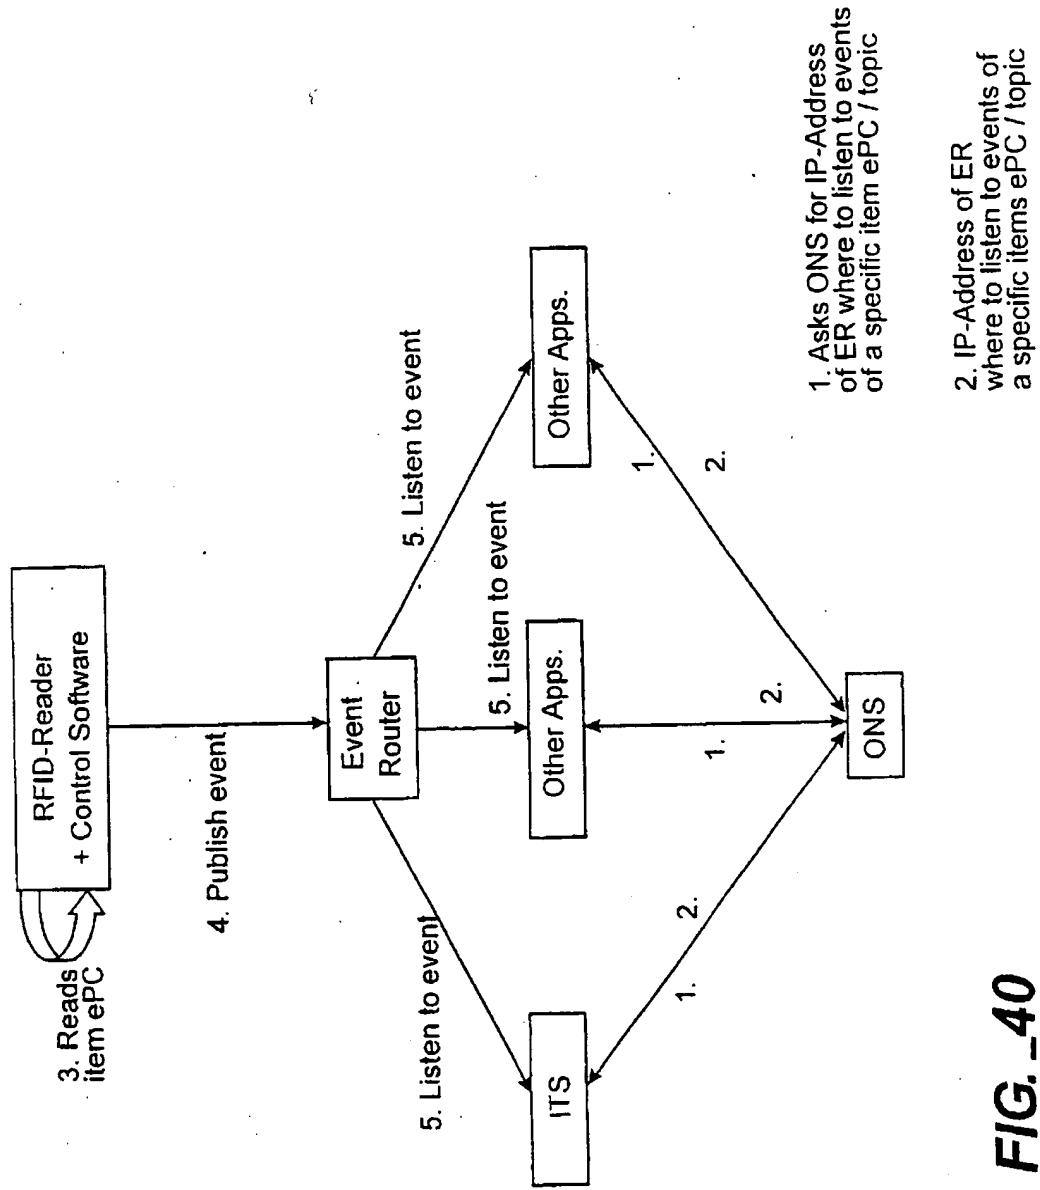 RFID-Reader
+ Control Software
3. Reads
item ePC
4. Publish event
Event
Router
5. Listen to event
5. Listen to event
5. Listen to event
ITS
Other Apps.
Other Apps.
1.
2.
1.
2.
1.
2.
ONS
1. Asks ONS for IP-Address
of ER where to listen to events
of a specific item ePC / topic
2. IP-Address of ER
where to listen to events of
a specific items ePC / topic
FIG._40